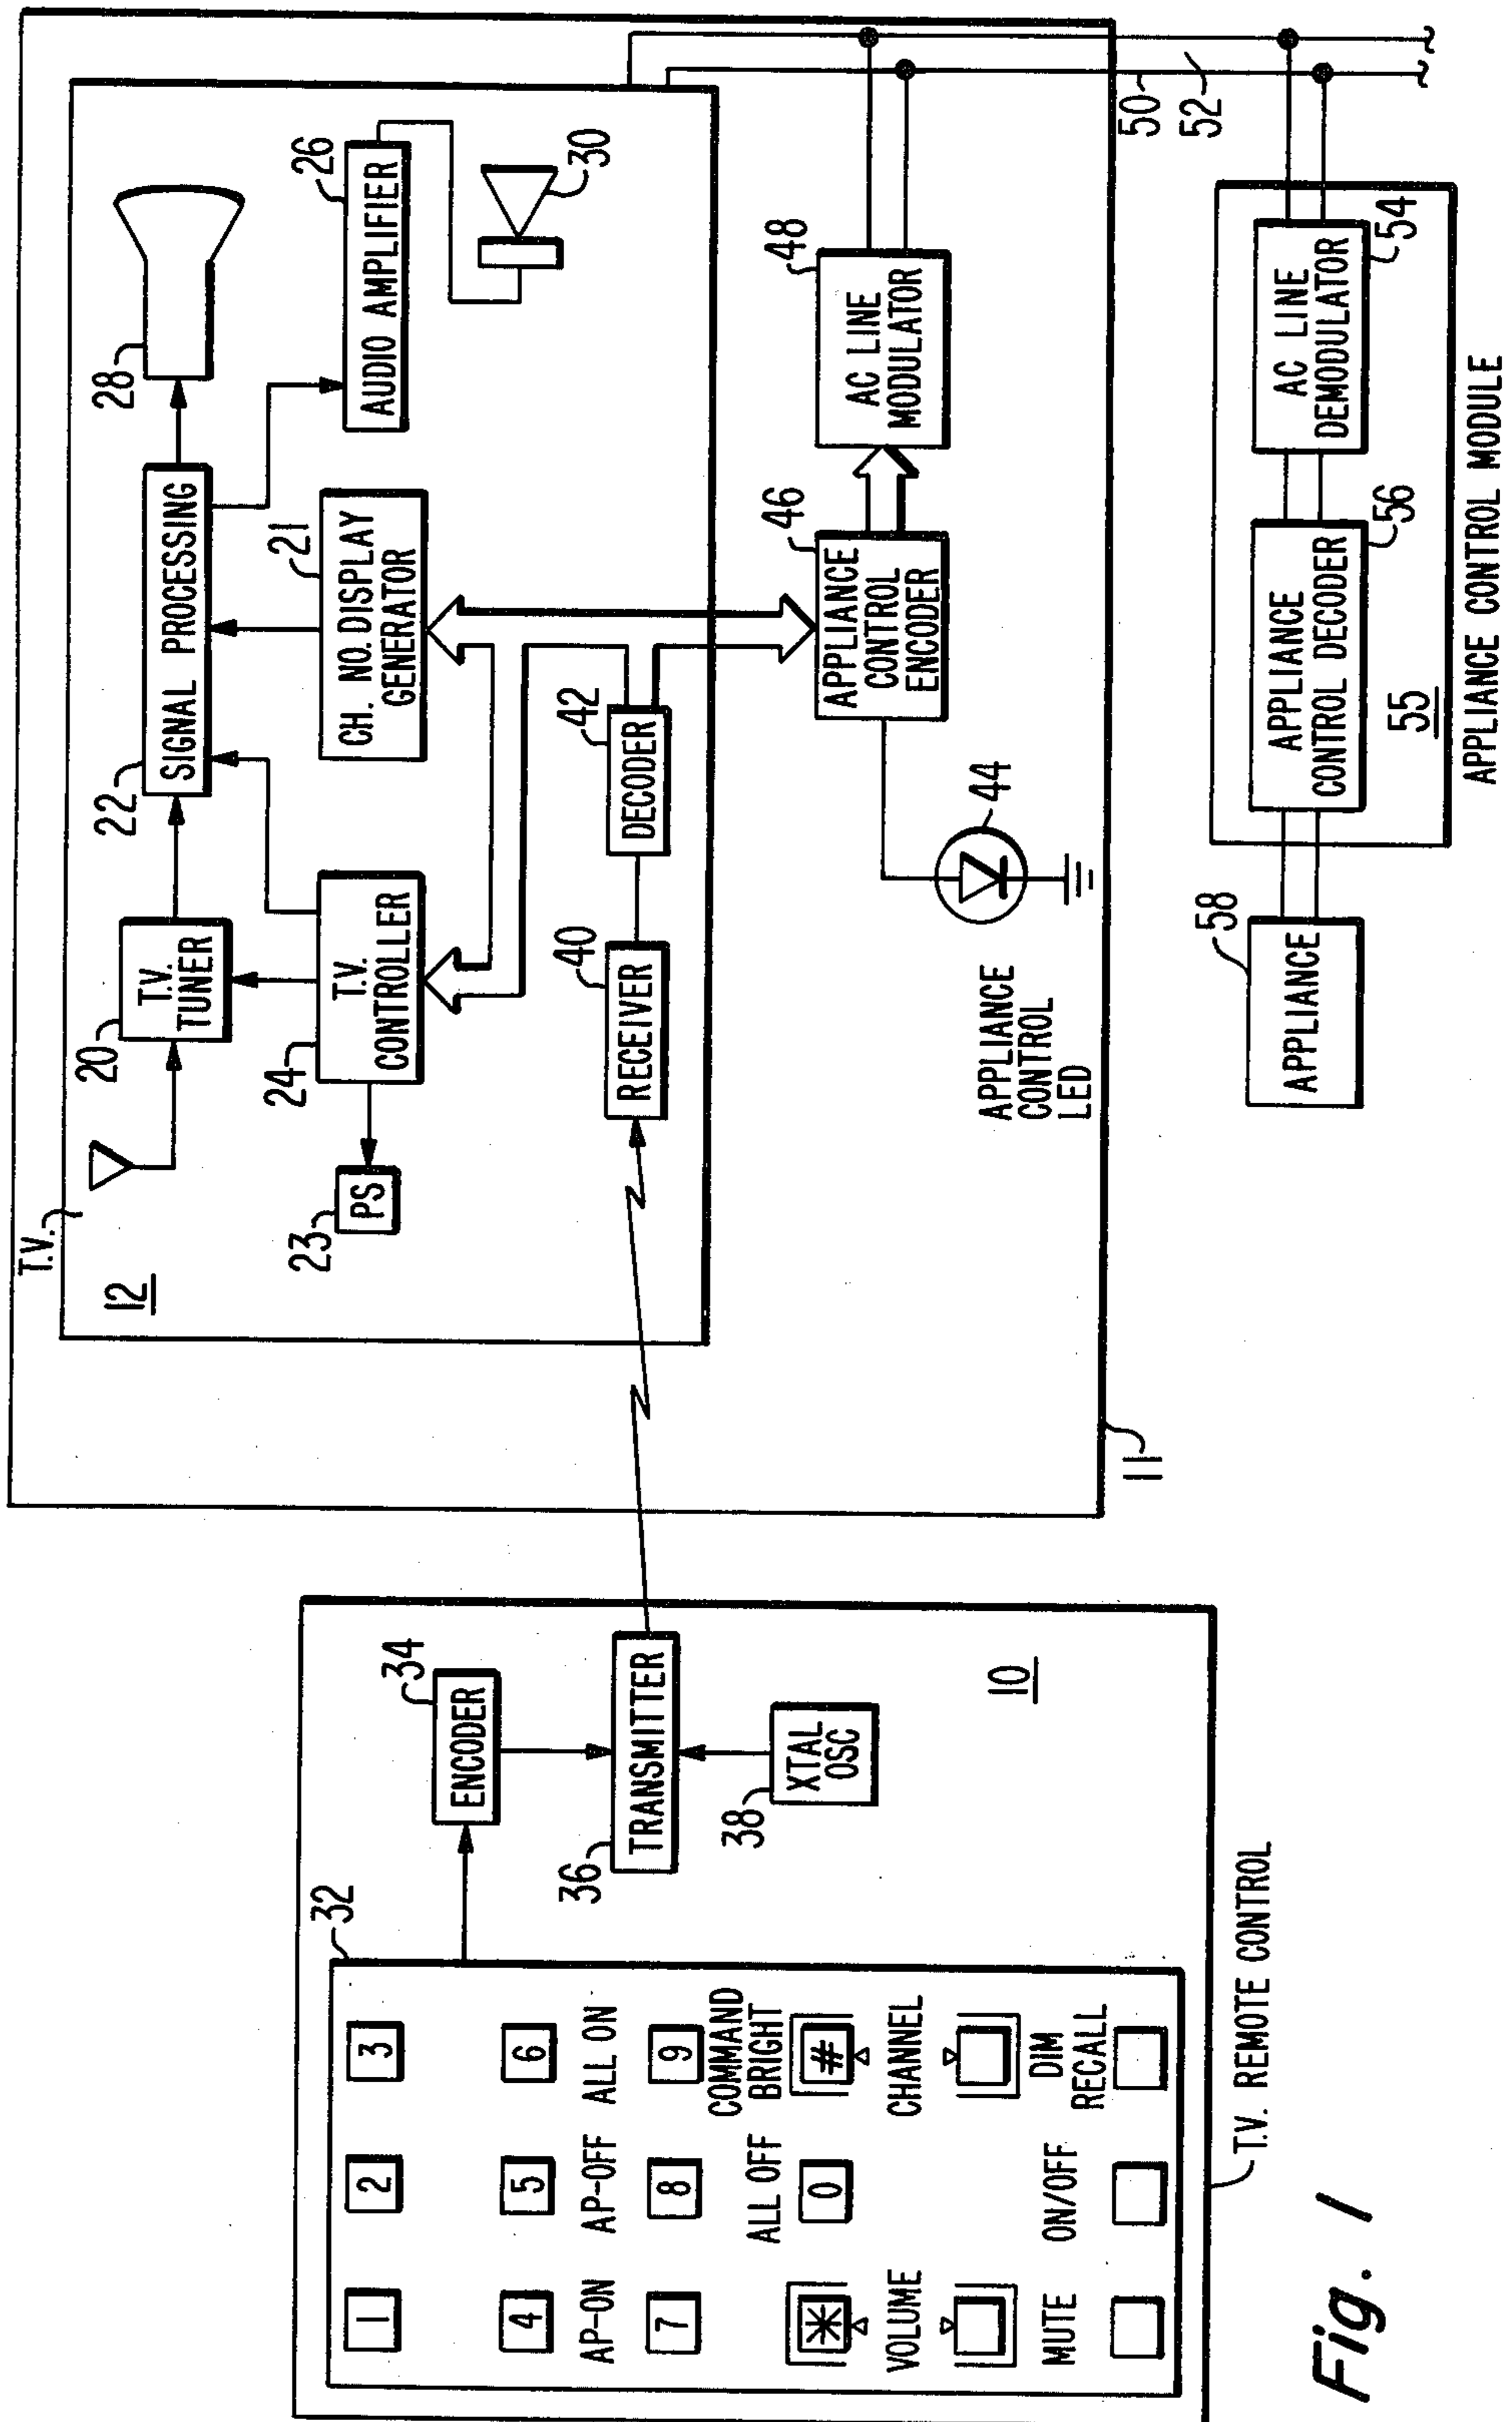 T.V.
12
20
T.V.
TUNER
22
SIGNAL PROCESSING
28
23
PS
24
T.V.
CONTROLLER
21
CH. NO. DISPLAY
GENERATOR
26
AUDIO AMPLIFIER
30
40
RECEIVER
42
DECODER
46
APPLIANCE
CONTROL
ENCODER
48
AC LINE
MODULATOR
44
APPLIANCE
CONTROL
LED
11
50
52
58
APPLIANCE
56
APPLIANCE
CONTROL DECODER
54
AC LINE
DEMODULATOR
55
APPLIANCE CONTROL MODULE
32
1 2 3
4 5 6
AP-ON AP-OFF ALL ON
7 8 9
ALL OFF COMMAND
BRIGHT
* 0 #
VOLUME CHANNEL
DIM
MUTE ON/OFF RECALL
34
ENCODER
36
TRANSMITTER
38
XTAL
OSC
10
T.V. REMOTE CONTROL
Fig. 1